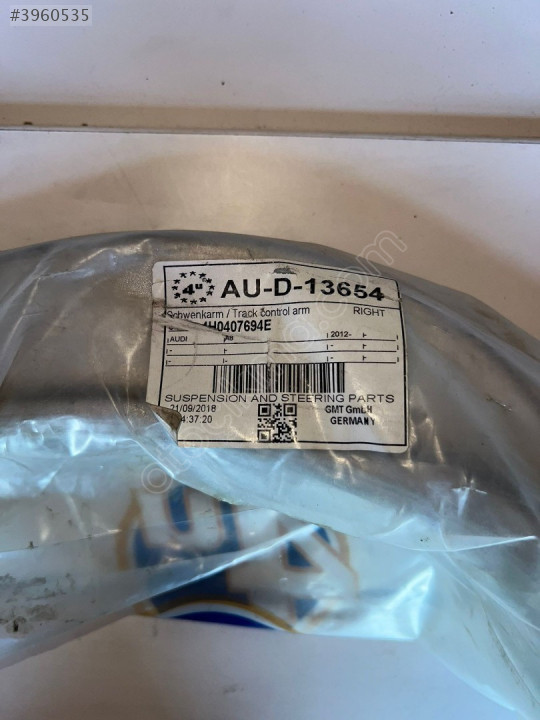 #3960535
4U AU-D-13654
Schwenkarm / Track control arm RIGHT
4H0407694E
AUDI A8 2012-
SUSPENSION AND STEERING PARTS
21/09/2018 GMT GmbH
4:37:20 GERMANY